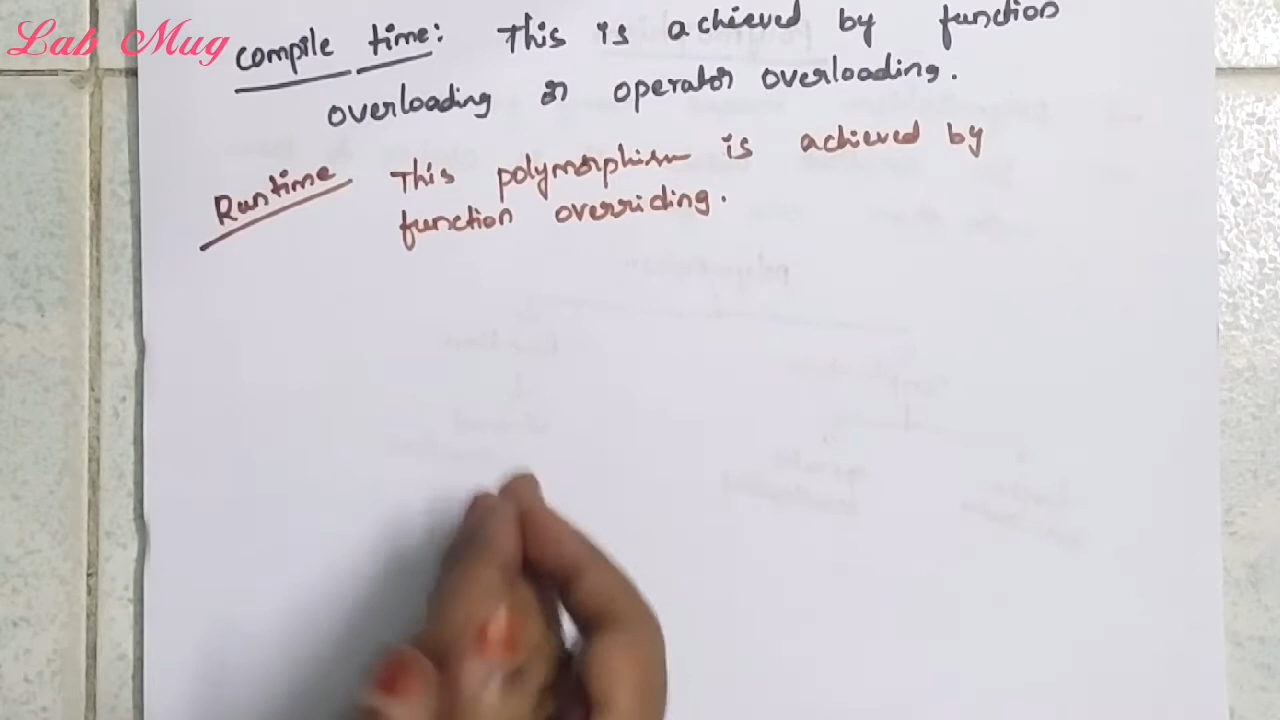 Lab Mug
compile time: This is achieved by function
overloading or operator overloading.
Runtime This polymorphism is achieved by
function overriding.